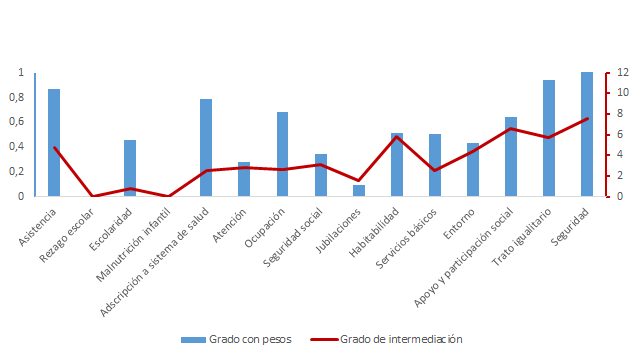 1
0,8
0,6
0,4
0,2
0
12
10
8
6
4
2
0
Asistencia
Rezago escolar
Escolaridad
Malnutrición infantil
Adscripción a sistema de salud
Atención
Ocupación
Seguridad social
Jubilaciones
Habitabilidad
Servicios básicos
Entorno
Apoyo y participación social
Trato igualitario
Seguridad
Grado con pesos
Grado de intermediación